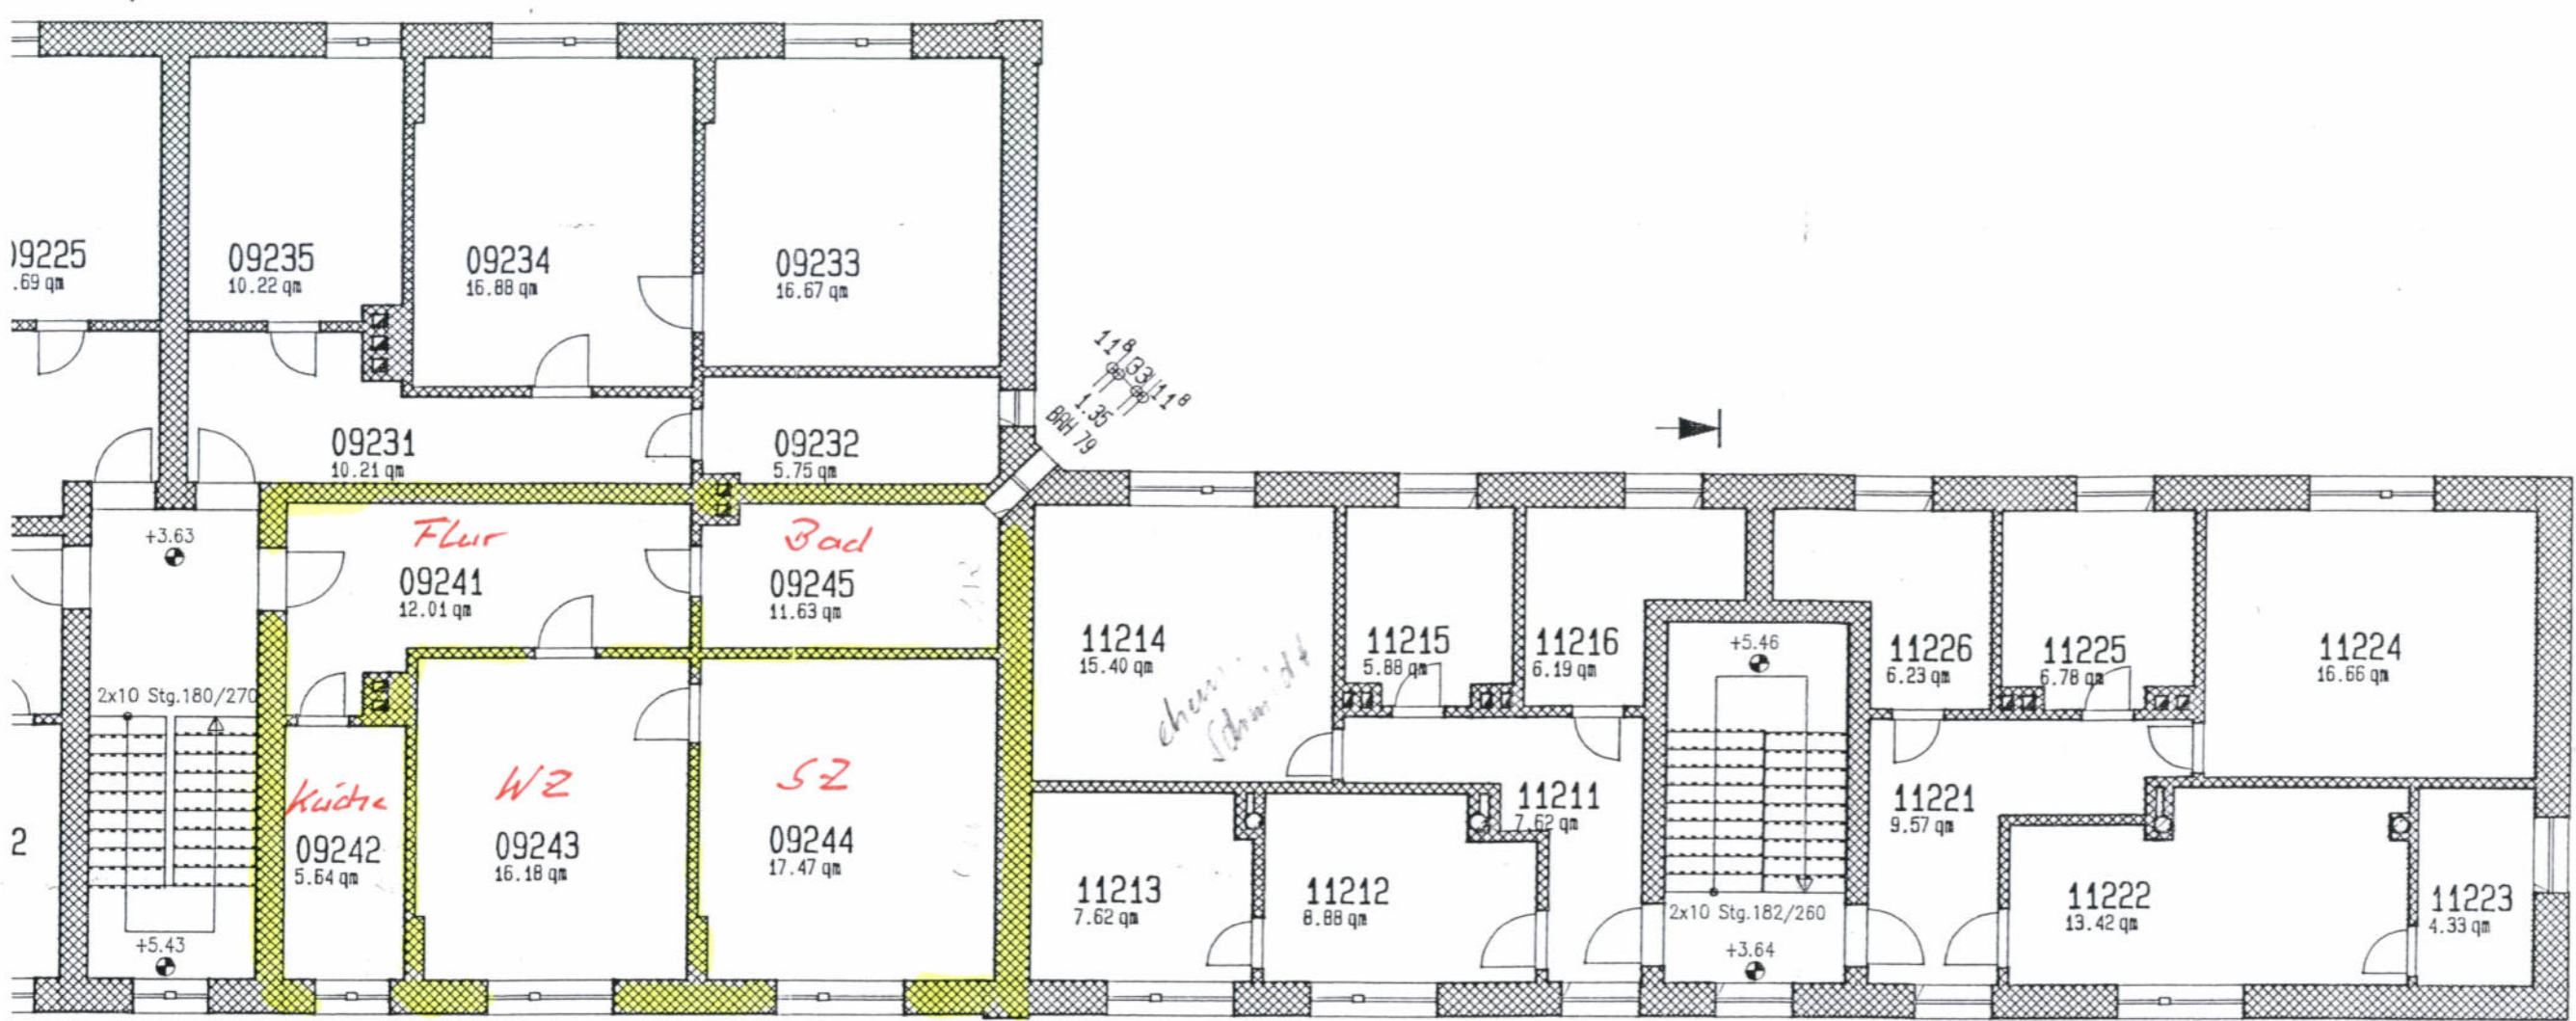 09225
.69 qm
09235
10.22 qm
09234
16.88 qm
09233
16.67 qm
11⁸ 33 11⁸
1.35
BRH 79
09231
10.21 qm
09232
5.75 qm
+3.63
Flur
09241
12.01 qm
Bad
09245
11.63 qm
2x10 Stg.180/270
+5.43
2
Küche
09242
5.64 qm
WZ
09243
16.18 qm
SZ
09244
17.47 qm
11214
15.40 qm
Schmidt
11215
5.88 qm
11216
6.19 qm
+5.46
11226
6.23 qm
11225
6.78 qm
11224
16.66 qm
11213
7.62 qm
11212
8.88 qm
11211
7.62 qm
2x10 Stg.182/260
+3.64
11221
9.57 qm
11222
13.42 qm
11223
4.33 qm